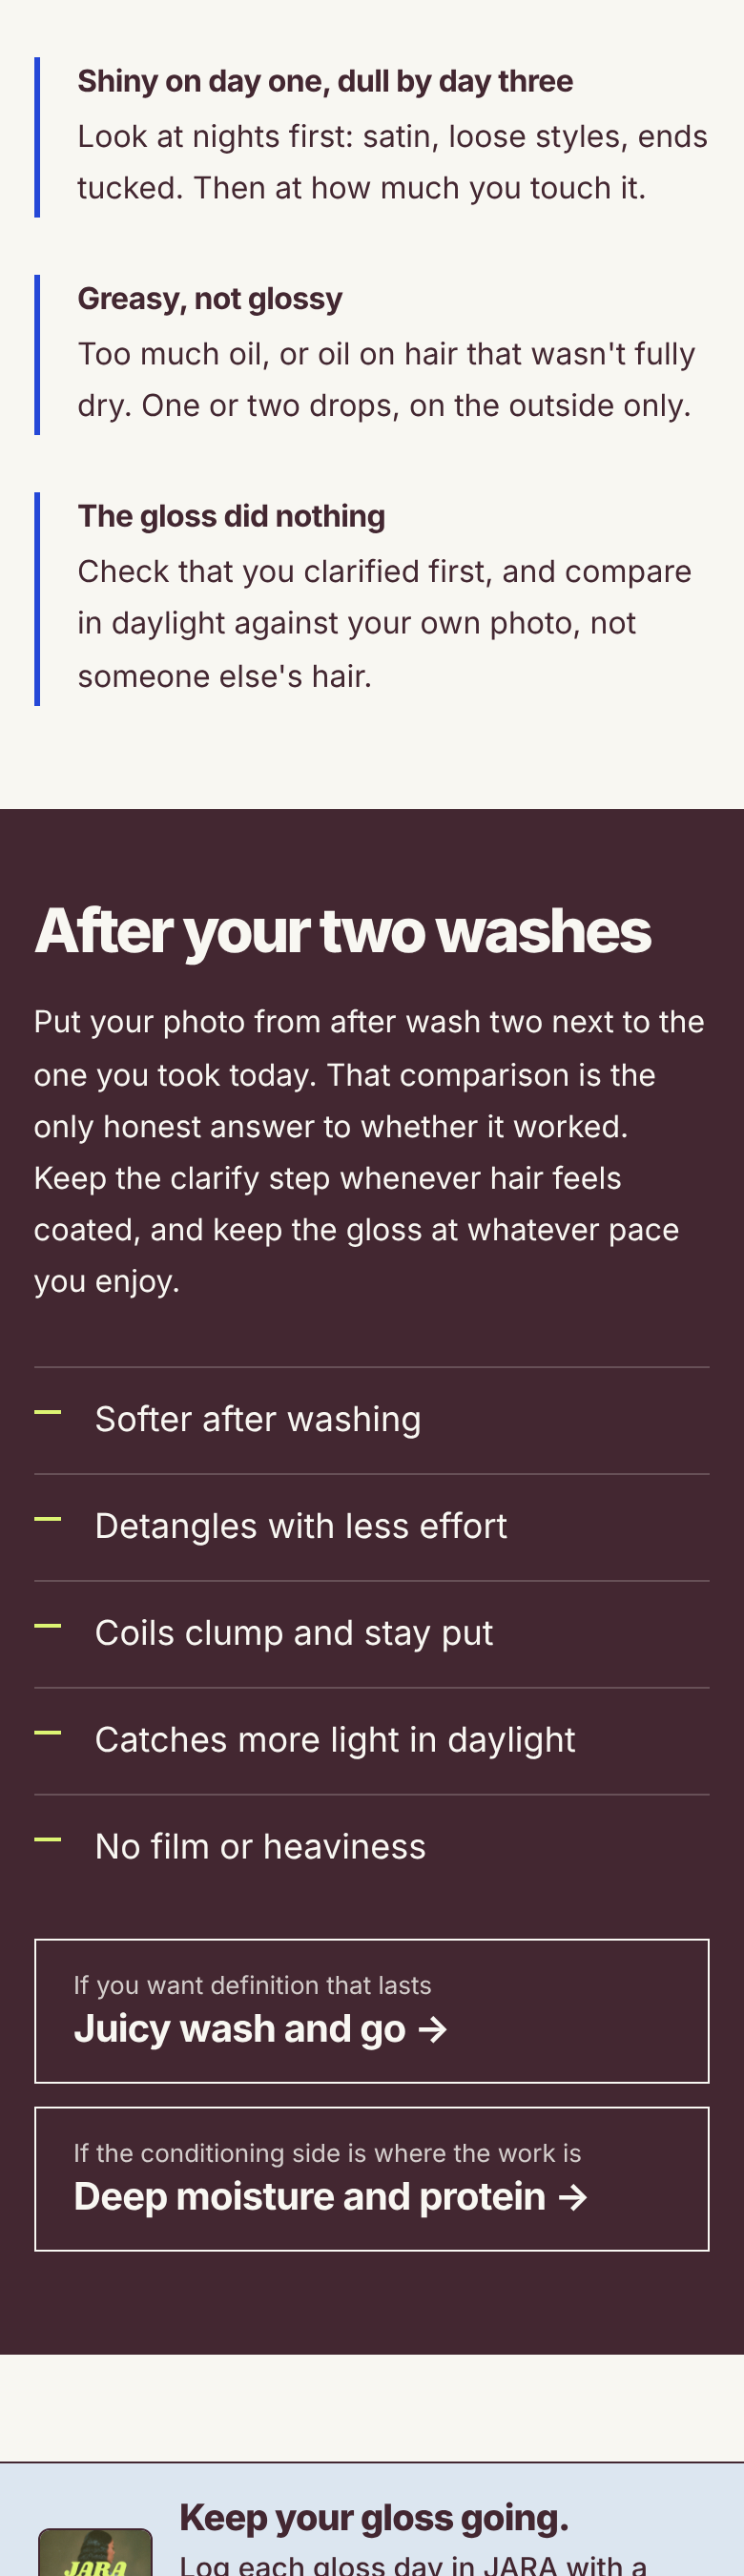 Shiny on day one, dull by day three
Look at nights first: satin, loose styles, ends
tucked. Then at how much you touch it.
Greasy, not glossy
Too much oil, or oil on hair that wasn't fully
dry. One or two drops, on the outside only.
The gloss did nothing
Check that you clarified first, and compare
in daylight against your own photo, not
someone else's hair.
After your two washes
Put your photo from after wash two next to the
one you took today. That comparison is the
only honest answer to whether it worked.
Keep the clarify step whenever hair feels
coated, and keep the gloss at whatever pace
you enjoy.
Softer after washing
Detangles with less effort
Coils clump and stay put
Catches more light in daylight
No film or heaviness
If you want definition that lasts
Juicy wash and go →
If the conditioning side is where the work is
Deep moisture and protein →
Keep your gloss going.
JARA
Log each gloss day in JARA with a